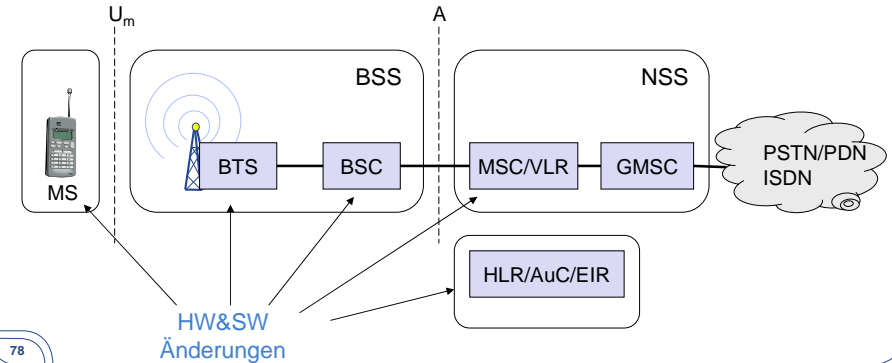 Um
A
BSS
NSS
MS
BTS
BSC
MSC/VLR
GMSC
PSTN/PDN
ISDN
HLR/AuC/EIR
HW&SW
Änderungen
78